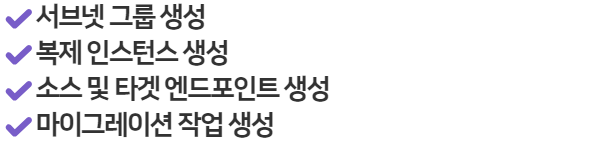 서브넷 그룹 생성
복제 인스턴스 생성
소스 및 타겟 엔드포인트 생성
마이그레이션 작업 생성